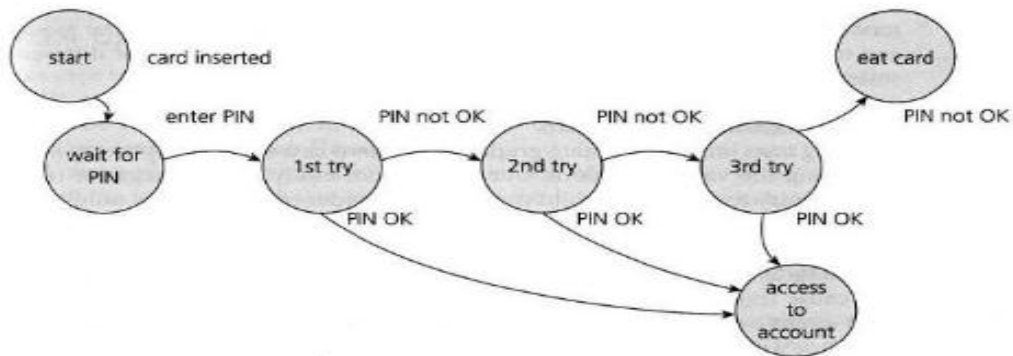 start
card inserted
eat card
enter PIN
PIN not OK
PIN not OK
PIN not OK
wait for
PIN
1st try
2nd try
3rd try
PIN OK
PIN OK
PIN OK
access
to
account